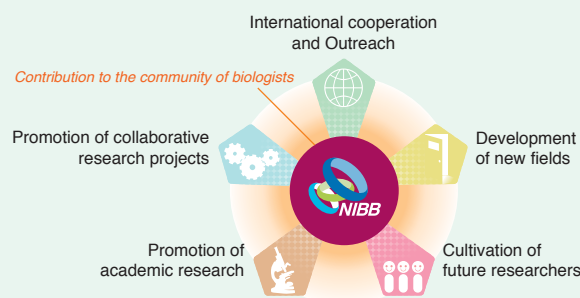 International cooperation
and Outreach
Contribution to the community of biologists
Promotion of collaborative
research projects
Development
of new fields
NIBB
Promotion of
academic research
Cultivation of
future researchers